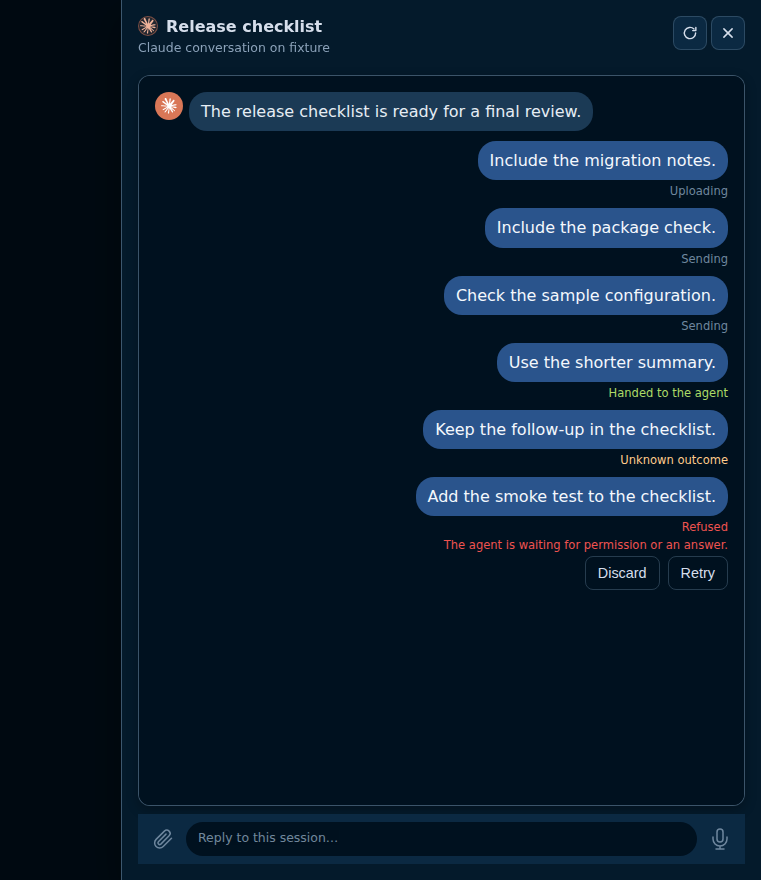 Release checklist
Claude conversation on fixture
The release checklist is ready for a final review.
Include the migration notes.
Uploading
Include the package check.
Sending
Check the sample configuration.
Sending
Use the shorter summary.
Handed to the agent
Keep the follow-up in the checklist.
Unknown outcome
Add the smoke test to the checklist.
Refused
The agent is waiting for permission or an answer.
Discard Retry
Reply to this session...